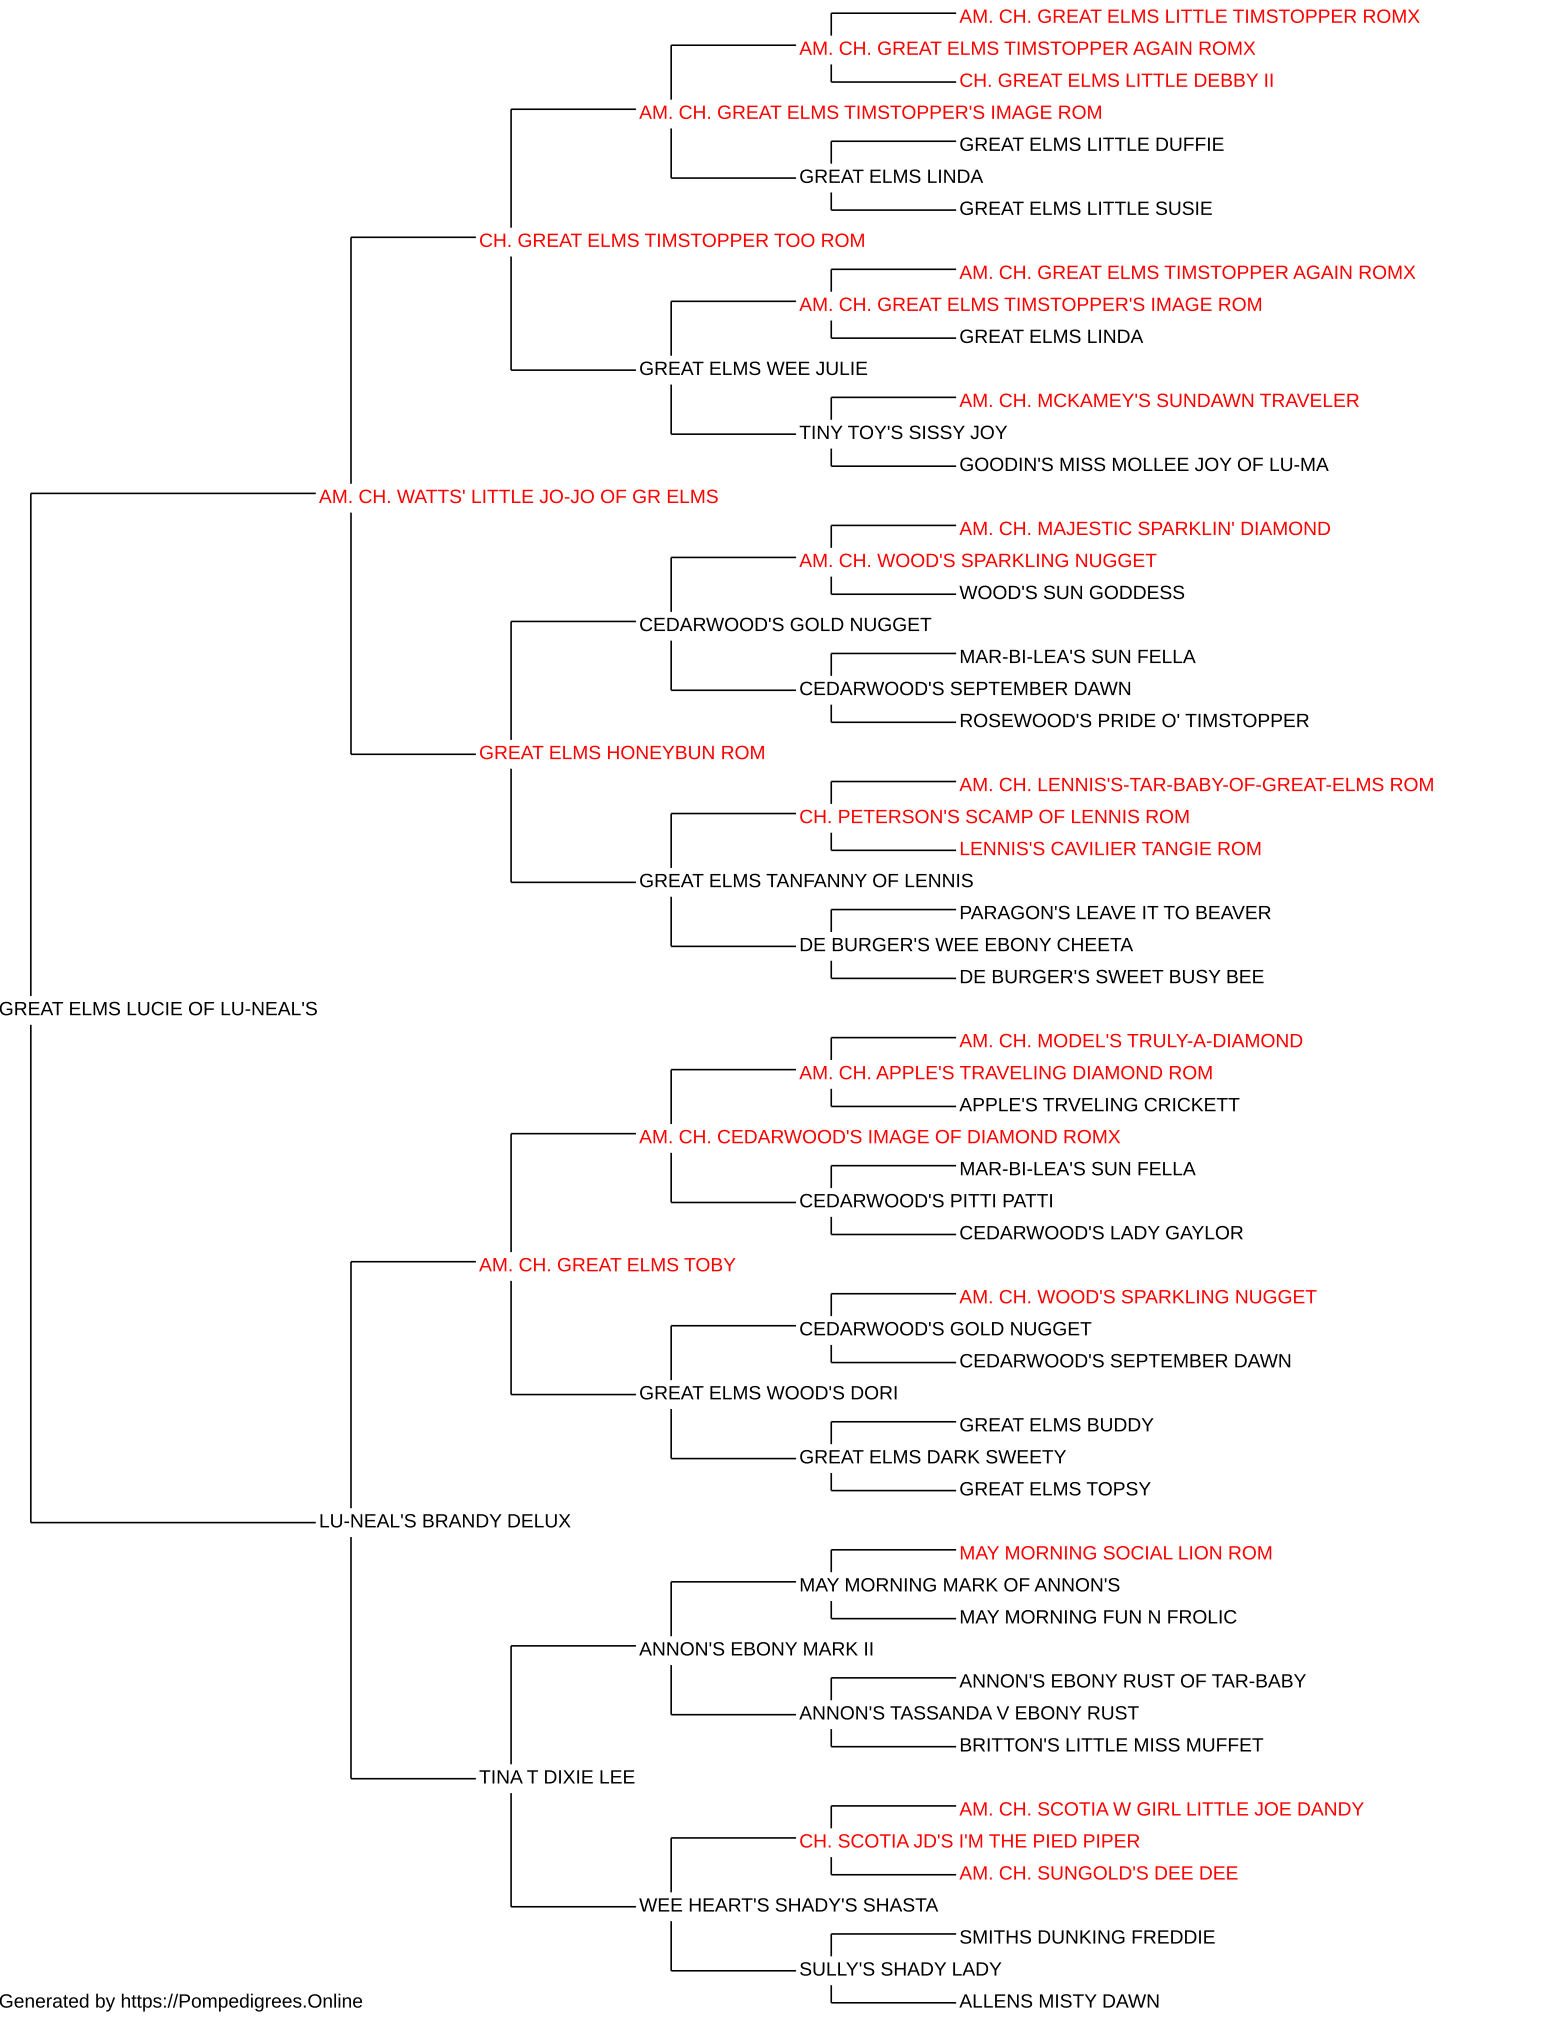 AM. CH. GREAT ELMS LITTLE TIMSTOPPER ROMX
AM. CH. GREAT ELMS TIMSTOPPER AGAIN ROMX
CH. GREAT ELMS LITTLE DEBBY II
AM. CH. GREAT ELMS TIMSTOPPER'S IMAGE ROM
GREAT ELMS LITTLE DUFFIE
GREAT ELMS LINDA
GREAT ELMS LITTLE SUSIE
CH. GREAT ELMS TIMSTOPPER TOO ROM
AM. CH. GREAT ELMS TIMSTOPPER AGAIN ROMX
AM. CH. GREAT ELMS TIMSTOPPER'S IMAGE ROM
GREAT ELMS LINDA
GREAT ELMS WEE JULIE
AM. CH. MCKAMEY'S SUNDAWN TRAVELER
TINY TOY'S SISSY JOY
GOODIN'S MISS MOLLEE JOY OF LU-MA
AM. CH. WATTS' LITTLE JO-JO OF GR ELMS
AM. CH. MAJESTIC SPARKLIN' DIAMOND
AM. CH. WOOD'S SPARKLING NUGGET
WOOD'S SUN GODDESS
CEDARWOOD'S GOLD NUGGET
MAR-BI-LEA'S SUN FELLA
CEDARWOOD'S SEPTEMBER DAWN
ROSEWOOD'S PRIDE O' TIMSTOPPER
GREAT ELMS HONEYBUN ROM
AM. CH. LENNIS'S-TAR-BABY-OF-GREAT-ELMS ROM
CH. PETERSON'S SCAMP OF LENNIS ROM
LENNIS'S CAVILIER TANGIE ROM
GREAT ELMS TANFANNY OF LENNIS
PARAGON'S LEAVE IT TO BEAVER
DE BURGER'S WEE EBONY CHEETA
DE BURGER'S SWEET BUSY BEE
GREAT ELMS LUCIE OF LU-NEAL'S
AM. CH. MODEL'S TRULY-A-DIAMOND
AM. CH. APPLE'S TRAVELING DIAMOND ROM
APPLE'S TRVELING CRICKETT
AM. CH. CEDARWOOD'S IMAGE OF DIAMOND ROMX
MAR-BI-LEA'S SUN FELLA
CEDARWOOD'S PITTI PATTI
CEDARWOOD'S LADY GAYLOR
AM. CH. GREAT ELMS TOBY
AM. CH. WOOD'S SPARKLING NUGGET
CEDARWOOD'S GOLD NUGGET
CEDARWOOD'S SEPTEMBER DAWN
GREAT ELMS WOOD'S DORI
GREAT ELMS BUDDY
GREAT ELMS DARK SWEETY
GREAT ELMS TOPSY
LU-NEAL'S BRANDY DELUX
MAY MORNING SOCIAL LION ROM
MAY MORNING MARK OF ANNON'S
MAY MORNING FUN N FROLIC
ANNON'S EBONY MARK II
ANNON'S EBONY RUST OF TAR-BABY
ANNON'S TASSANDA V EBONY RUST
BRITTON'S LITTLE MISS MUFFET
TINA T DIXIE LEE
AM. CH. SCOTIA W GIRL LITTLE JOE DANDY
CH. SCOTIA JD'S I'M THE PIED PIPER
AM. CH. SUNGOLD'S DEE DEE
WEE HEART'S SHADY'S SHASTA
SMITHS DUNKING FREDDIE
SULLY'S SHADY LADY
ALLENS MISTY DAWN
Generated by https://Pompedigrees.Online